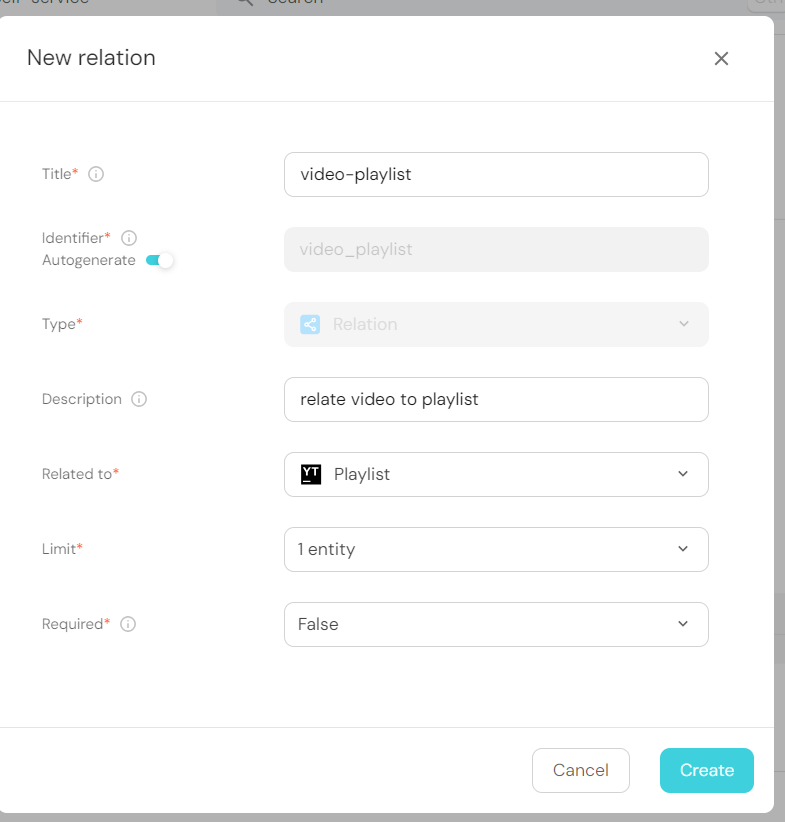 New relation
Title*
video-playlist
Identifier*
Autogenerate
video_playlist
Type*
Relation
Description
relate video to playlist
Related to*
YT Playlist
Limit*
1 entity
Required*
False
Cancel
Create